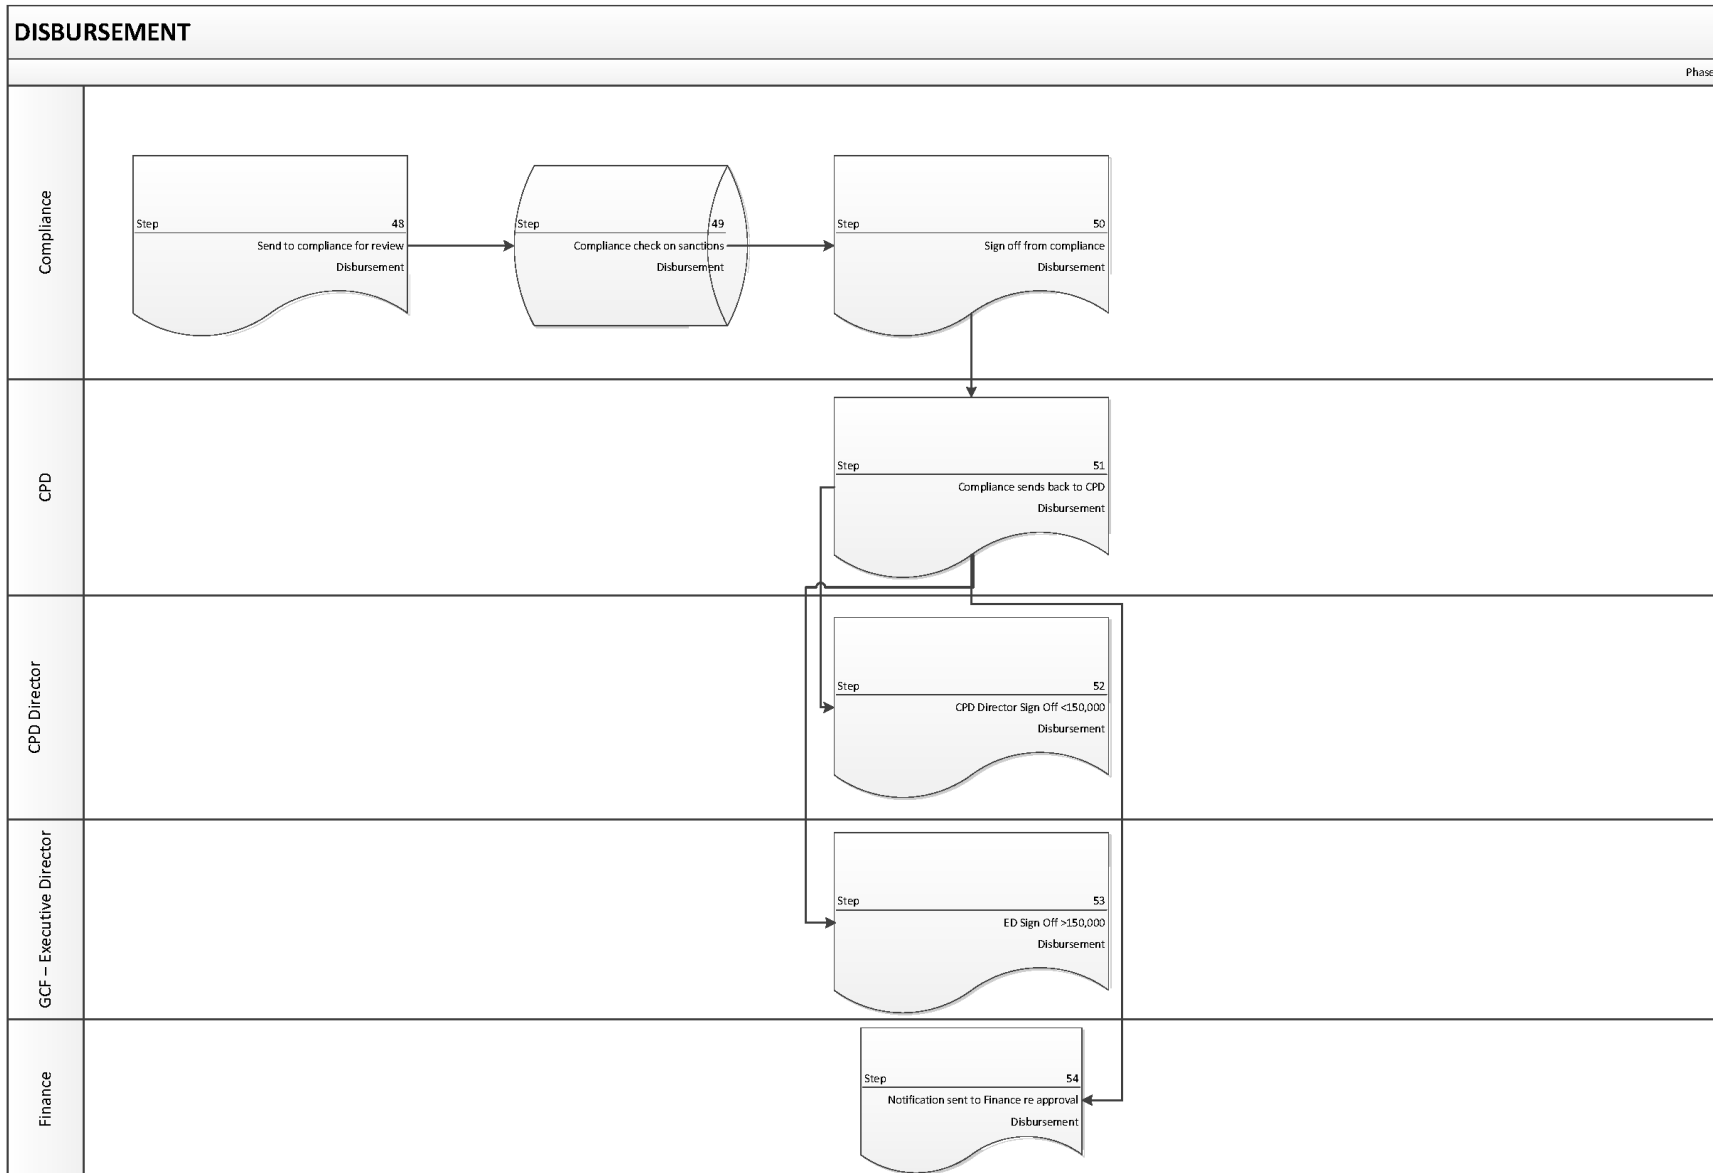 DISBURSEMENT
Phase
Compliance
Step 48
Send to compliance for review
Disbursement
Step 49
Compliance check on sanctions
Disbursement
Step 50
Sign off from compliance
Disbursement
CPD
Step 51
Compliance sends back to CPD
Disbursement
CPD Director
Step 52
CPD Director Sign Off <150,000
Disbursement
GCF – Executive Director
Step 53
ED Sign Off >150,000
Disbursement
Finance
Step 54
Notification sent to Finance re approval
Disbursement